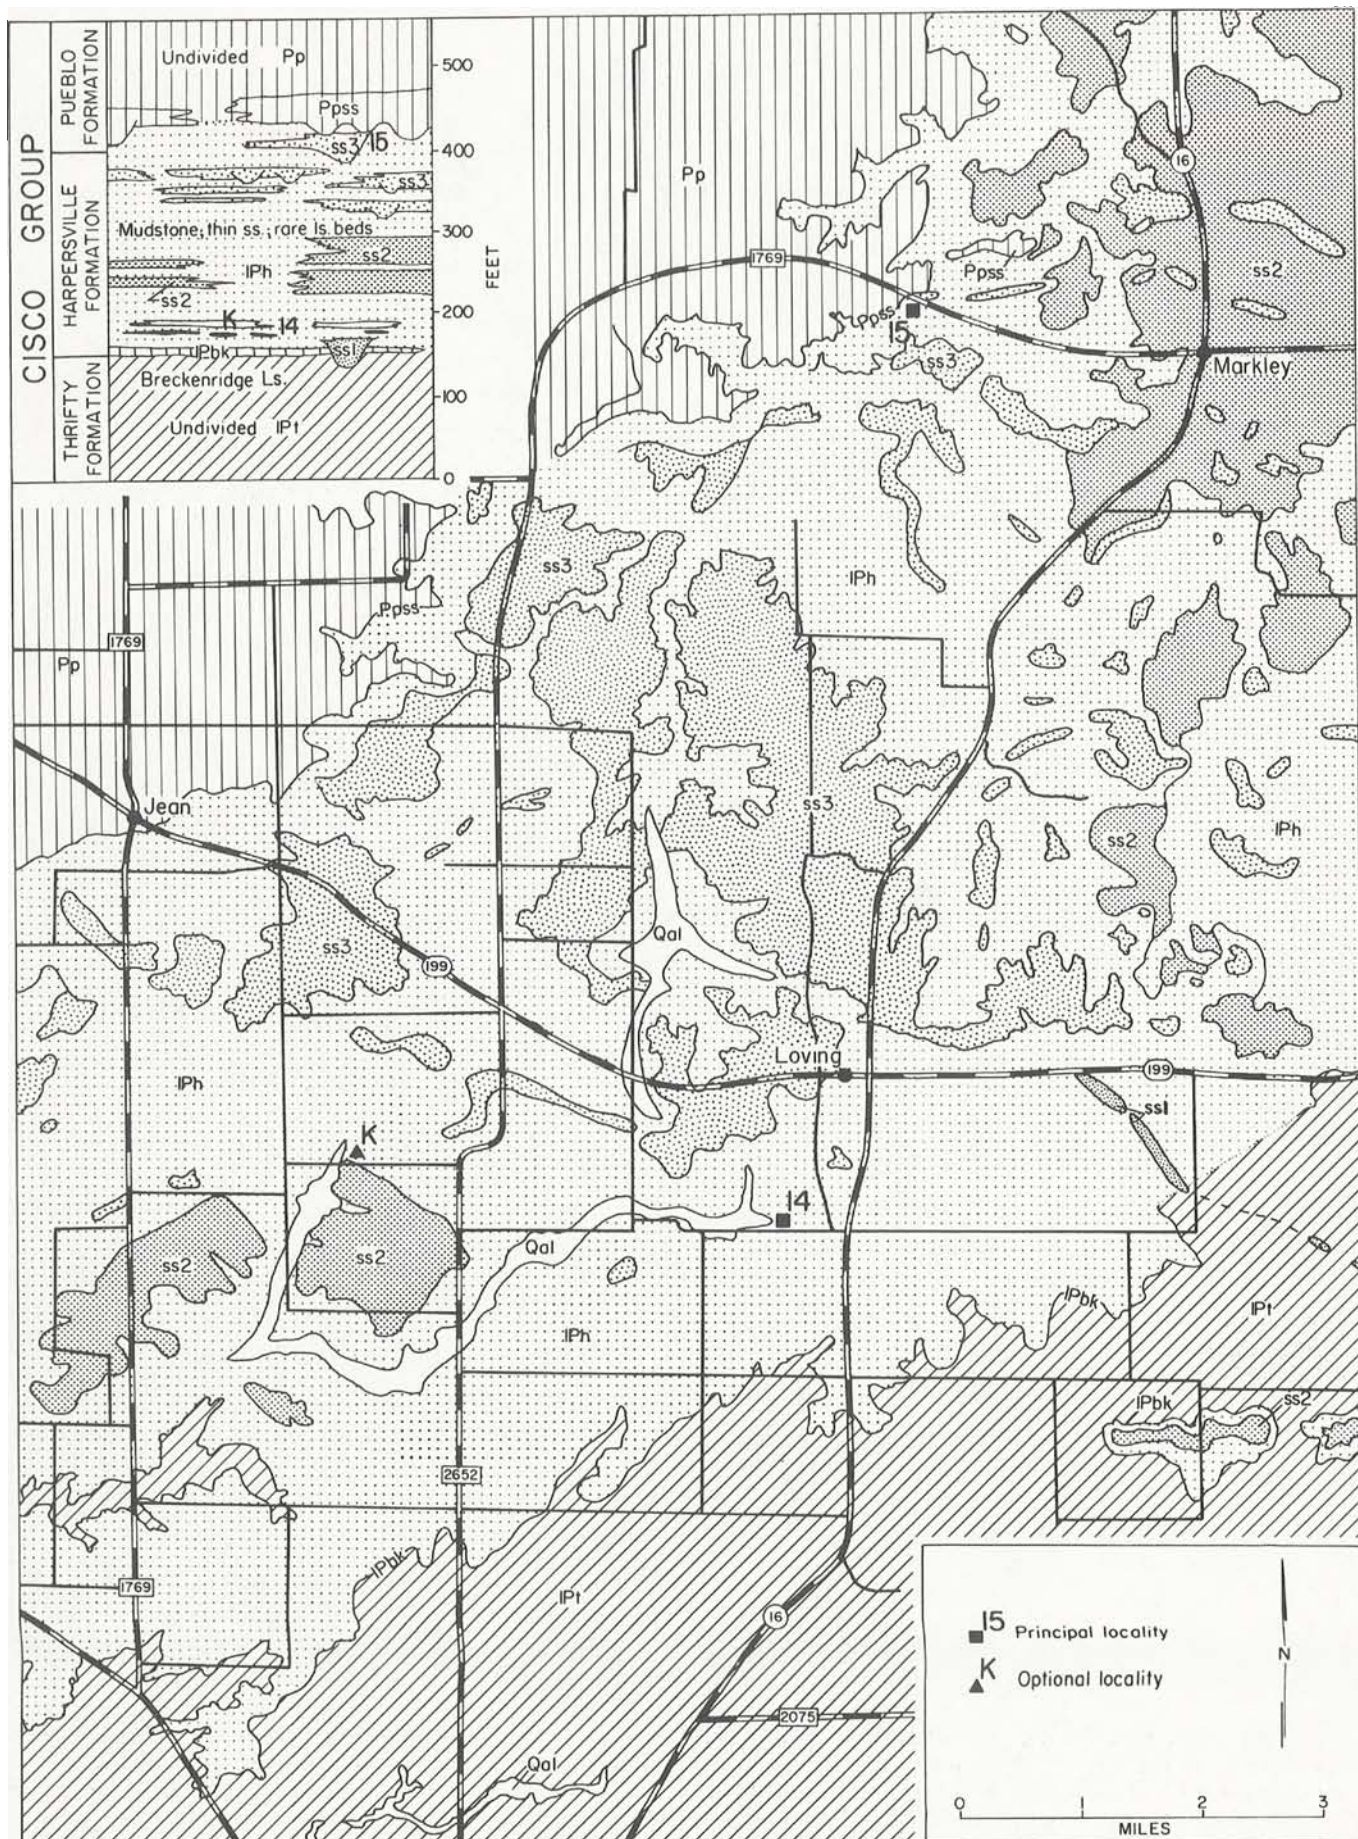 CISCO GROUP
PUEBLO
FORMATION
HARPERSVILLE
FORMATION
THRIFTY
FORMATION
Undivided Pp
Ppss
ss3 15
ss3
Mudstone; thin ss.; rare ls. beds
ss2
IPh
ss2
K 14
IPbk
ss1
Breckenridge Ls.
Undivided IPt
500
400
300
200
100
0
FEET
16
Pp
1769
Ppss
ss2
Ppss
15
ss3
Markley
ss3
IPh
Ppss
1769
Pp
Jean
ss3
ss2
IPh
ss3
Qal
199
Loving
199
IPh
ss1
K
14
ss2
ss2
Qal
IPh
IPbk
IPt
IPbk
ss2
2652
IPbk
1769
IPt
16
2075
Qal
15 Principal locality
K Optional locality
N
0 1 2 3
MILES